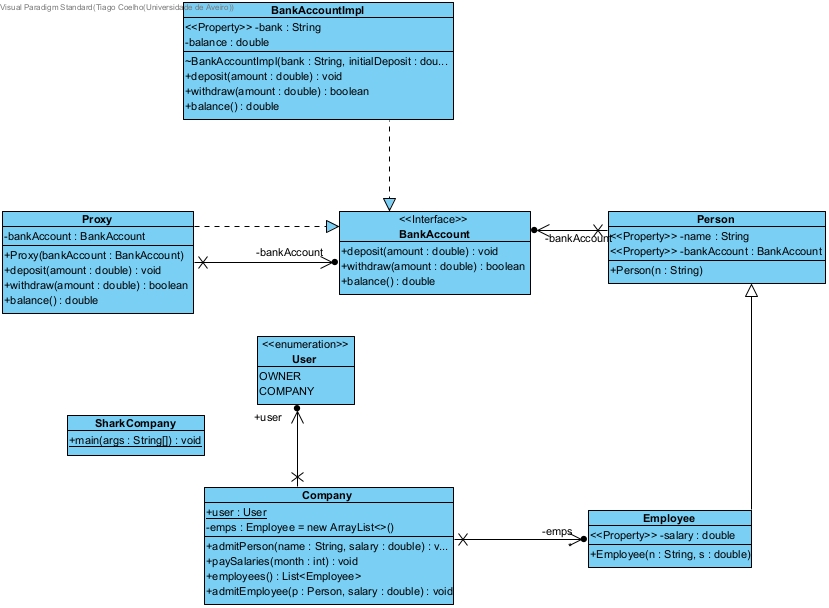 Visual Paradigm Standard(Tiago Coelho(Universidade de Aveiro))
BankAccountImpl
<<Property>> -bank : String
-balance : double
~BankAccountImpl(bank : String, initialDeposit : dou...
+deposit(amount : double) : void
+withdraw(amount : double) : boolean
+balance() : double
Proxy
-bankAccount : BankAccount
+Proxy(bankAccount : BankAccount)
+deposit(amount : double) : void
+withdraw(amount : double) : boolean
+balance() : double
-bankAccount
<<Interface>>
BankAccount
+deposit(amount : double) : void
+withdraw(amount : double) : boolean
+balance() : double
-bankAccount
Person
<<Property>> -name : String
<<Property>> -bankAccount : BankAccount
+Person(n : String)
<<enumeration>>
User
OWNER
COMPANY
+user
SharkCompany
+main(args : String[]) : void
Company
+user : User
-emps : Employee = new ArrayList<>()
+admitPerson(name : String, salary : double) : v...
+paySalaries(month : int) : void
+employees() : List<Employee>
+admitEmployee(p : Person, salary : double) : void
-emps
Employee
<<Property>> -salary : double
+Employee(n : String, s : double)